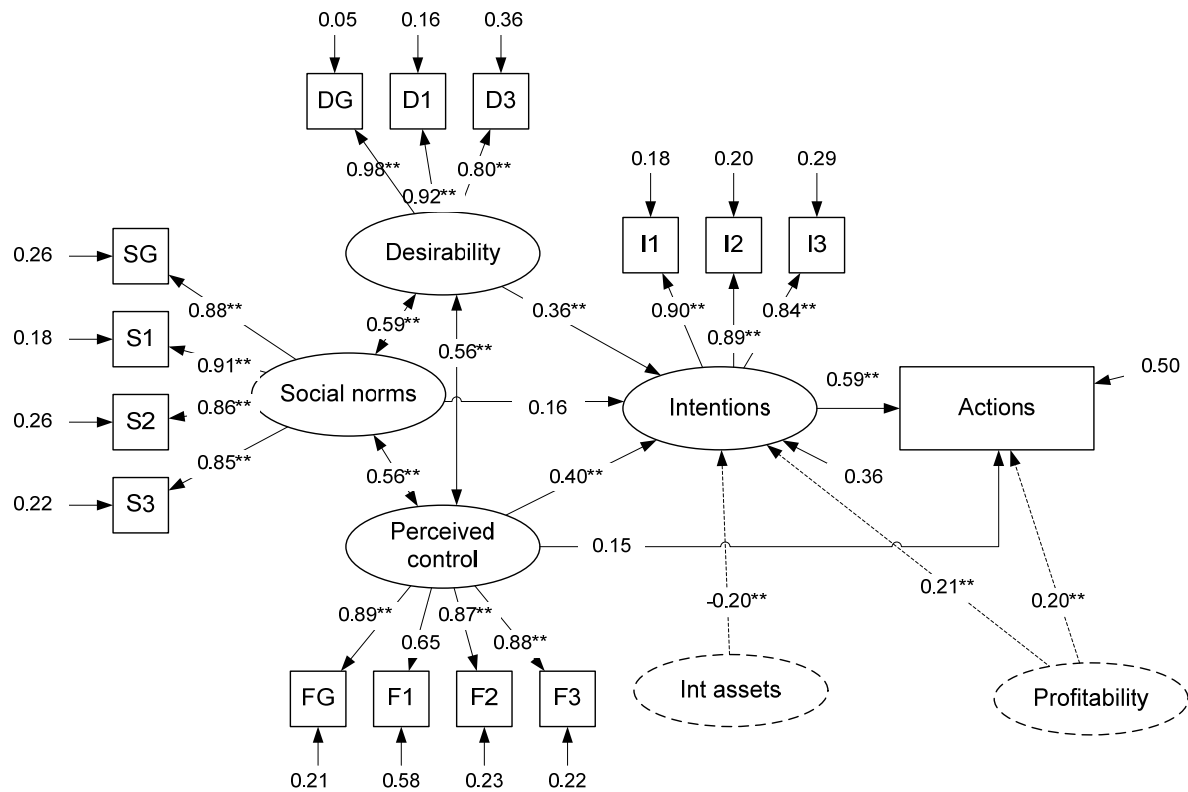 0.05 0.16 0.36
DG D1 D3
0.98** 0.92** 0.80**
0.18 0.20 0.29
0.26 SG
Desirability
I1 I2 I3
0.88**
0.59**
0.56**
0.36**
0.90** 0.89** 0.84**
0.18 S1
0.91**
Social norms
0.16
Intentions
0.59**
Actions
0.50
0.26 S2
0.86**
0.22 S3
0.85**
0.56**
0.40**
0.36
Perceived
control
0.15
0.89** 0.65 0.87** 0.88**
-0.20**
0.21**
0.20**
FG F1 F2 F3
Int assets
Profitability
0.21 0.58 0.23 0.22